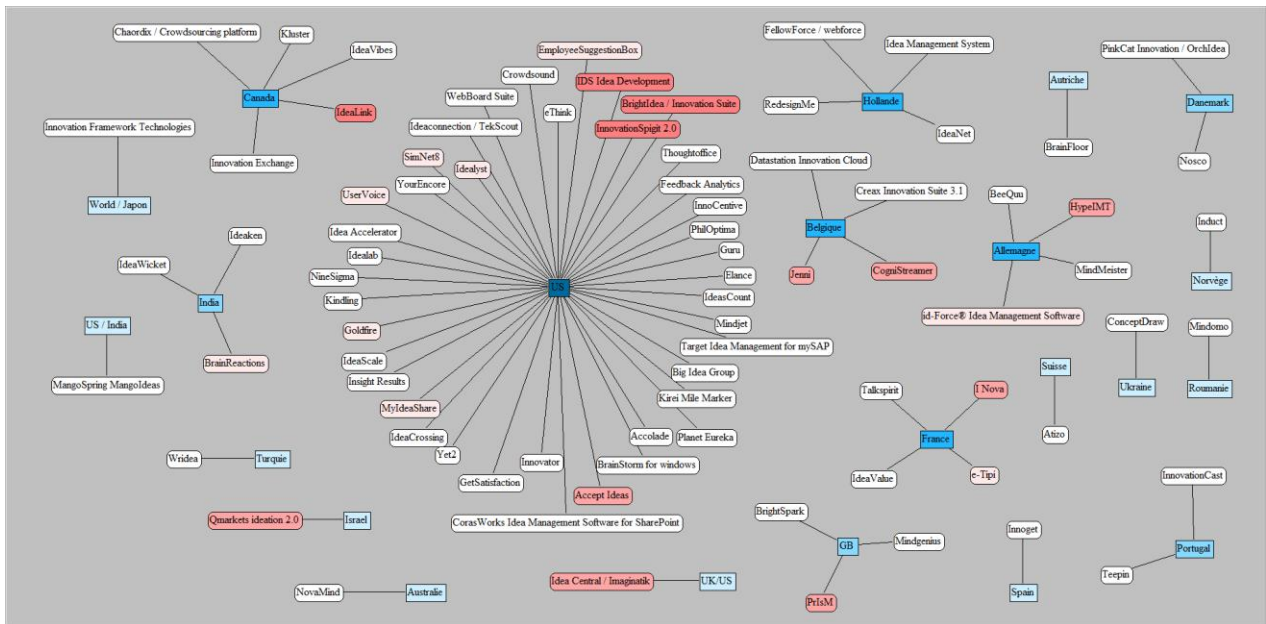 Chaordix / Crowdsourcing platform
Kluster
IdeaVibes
Canada
IdeaLink
Innovation Exchange
Innovation Framework Technologies
World / Japon
Ideaken
IdeaWicket
India
BrainReactions
US / India
MangoSpring MangoIdeas
Wridea
Turquie
Qmarkets ideation 2.0
Israel
NovaMind
Australie
EmployeeSuggestionBox
Crowdsound
IDS Idea Development
WebBoard Suite
BrightIdea / Innovation Suite
eThink
Ideaconnection / TekScout
InnovationSpigit 2.0
SimNet8
Idealyst
Thoughtoffice
YourEncore
Feedback Analytics
UserVoice
InnoCentive
Idea Accelerator
PhilOptima
Idealab
Guru
NineSigma
Elance
US
Kindling
IdeasCount
Goldfire
Mindjet
Target Idea Management for mySAP
IdeaScale
Big Idea Group
Insight Results
Kirei Mile Marker
MyIdeaShare
IdeaCrossing
Accolade
Planet Eureka
Yet2
Innovator
BrainStorm for windows
GetSatisfaction
Accept Ideas
CorasWorks Idea Management Software for SharePoint
Idea Central / Imaginatik
UK/US
FellowForce / webforce
Idea Management System
RedesignMe
Hollande
IdeaNet
Autriche
BrainFloor
PinkCat Innovation / OrchIdea
Danemark
Nosco
Datastation Innovation Cloud
Creax Innovation Suite 3.1
Belgique
Jenni
CogniStreamer
BeeQuu
HypeIMT
Allemagne
MindMeister
id-Force® Idea Management Software
Induct
Norvège
ConceptDraw
Ukraine
Mindomo
Roumanie
Suisse
Atizo
Talkspirit
I Nova
France
IdeaValue
e-Tipi
BrightSpark
GB
Mindgenius
PrIsM
Innoget
Spain
InnovationCast
Portugal
Teepin